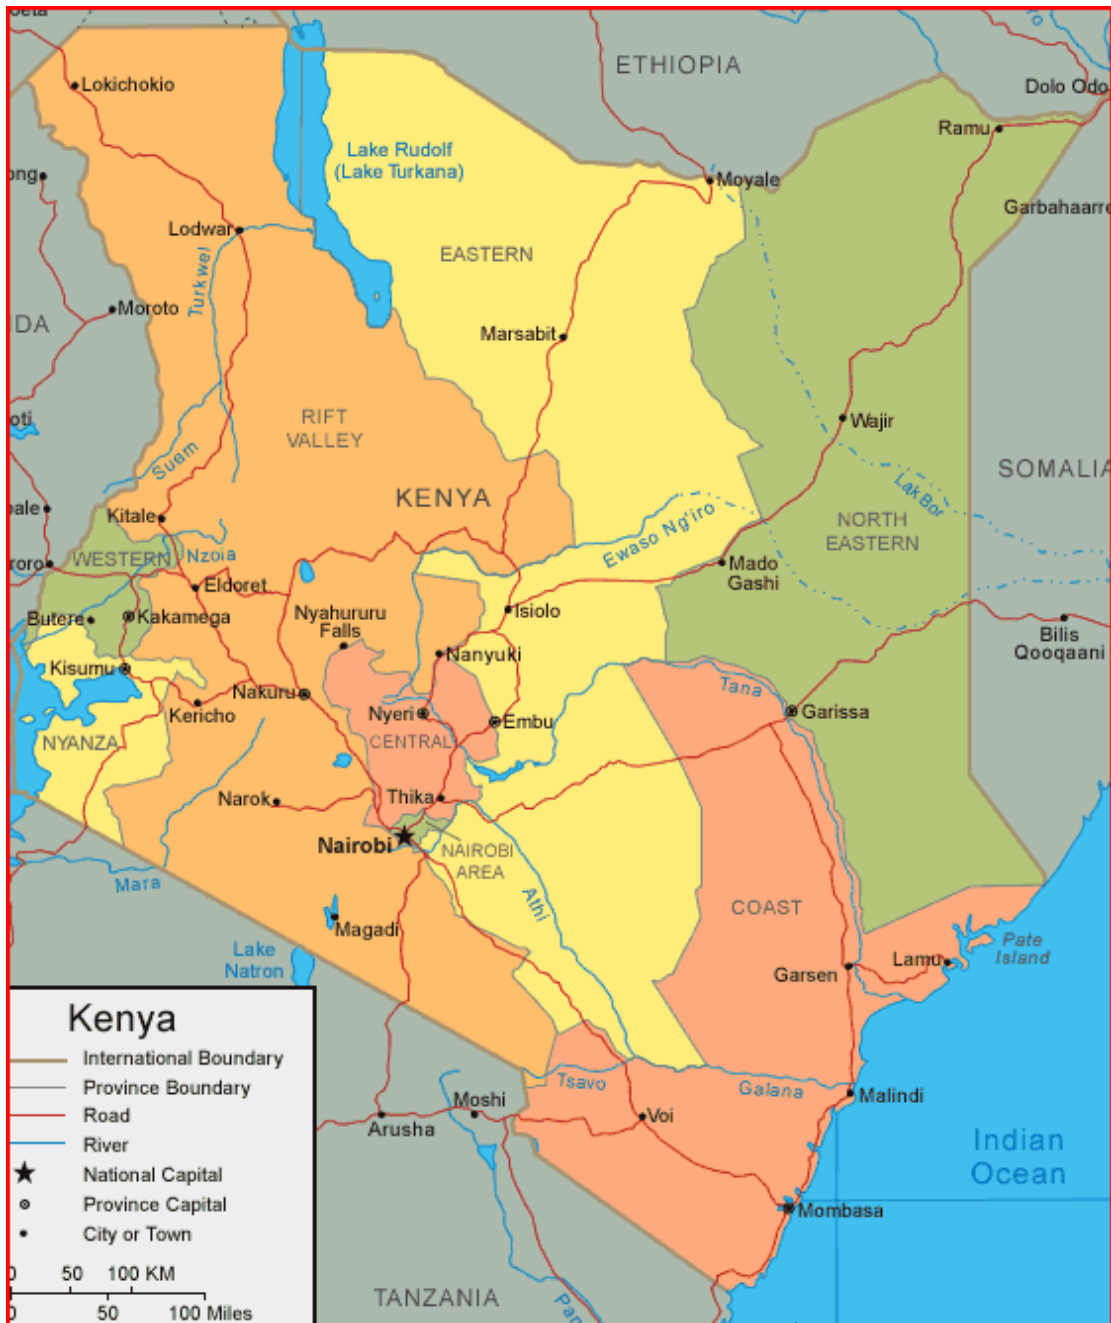 ETHIOPIA
Dolo Odo
Lokichokio
Ramu
Lake Rudolf
(Lake Turkana)
Moyale
Garbahaarre
Lodwar
EASTERN
Turkwel
Moroto
Marsabit
RIFT
VALLEY
Wajir
Suam
SOMALIA
KENYA
Lak Bor
Kitale
Ewaso Ng'iro
NORTH
EASTERN
WESTERN
Nzoia
Mado
Gashi
Eldoret
Butere
Kakamega
Nyahururu
Falls
Isiolo
Bilis
Qooqaani
Kisumu
Nanyuki
Nakuru
Tana
Kericho
Nyeri
Embu
Garissa
NYANZA
CENTRAL
Narok
Thika
Nairobi
NAIROBI
AREA
Mara
Athi
COAST
Magadi
Lake
Natron
Garsen
Lamu
Pate
Island
Kenya
International Boundary
Province Boundary
Road
River
National Capital
Province Capital
City or Town
0 50 100 KM
0 50 100 Miles
Tsavo
Galana
Malindi
Moshi
Arusha
Voi
Indian
Ocean
Mombasa
TANZANIA